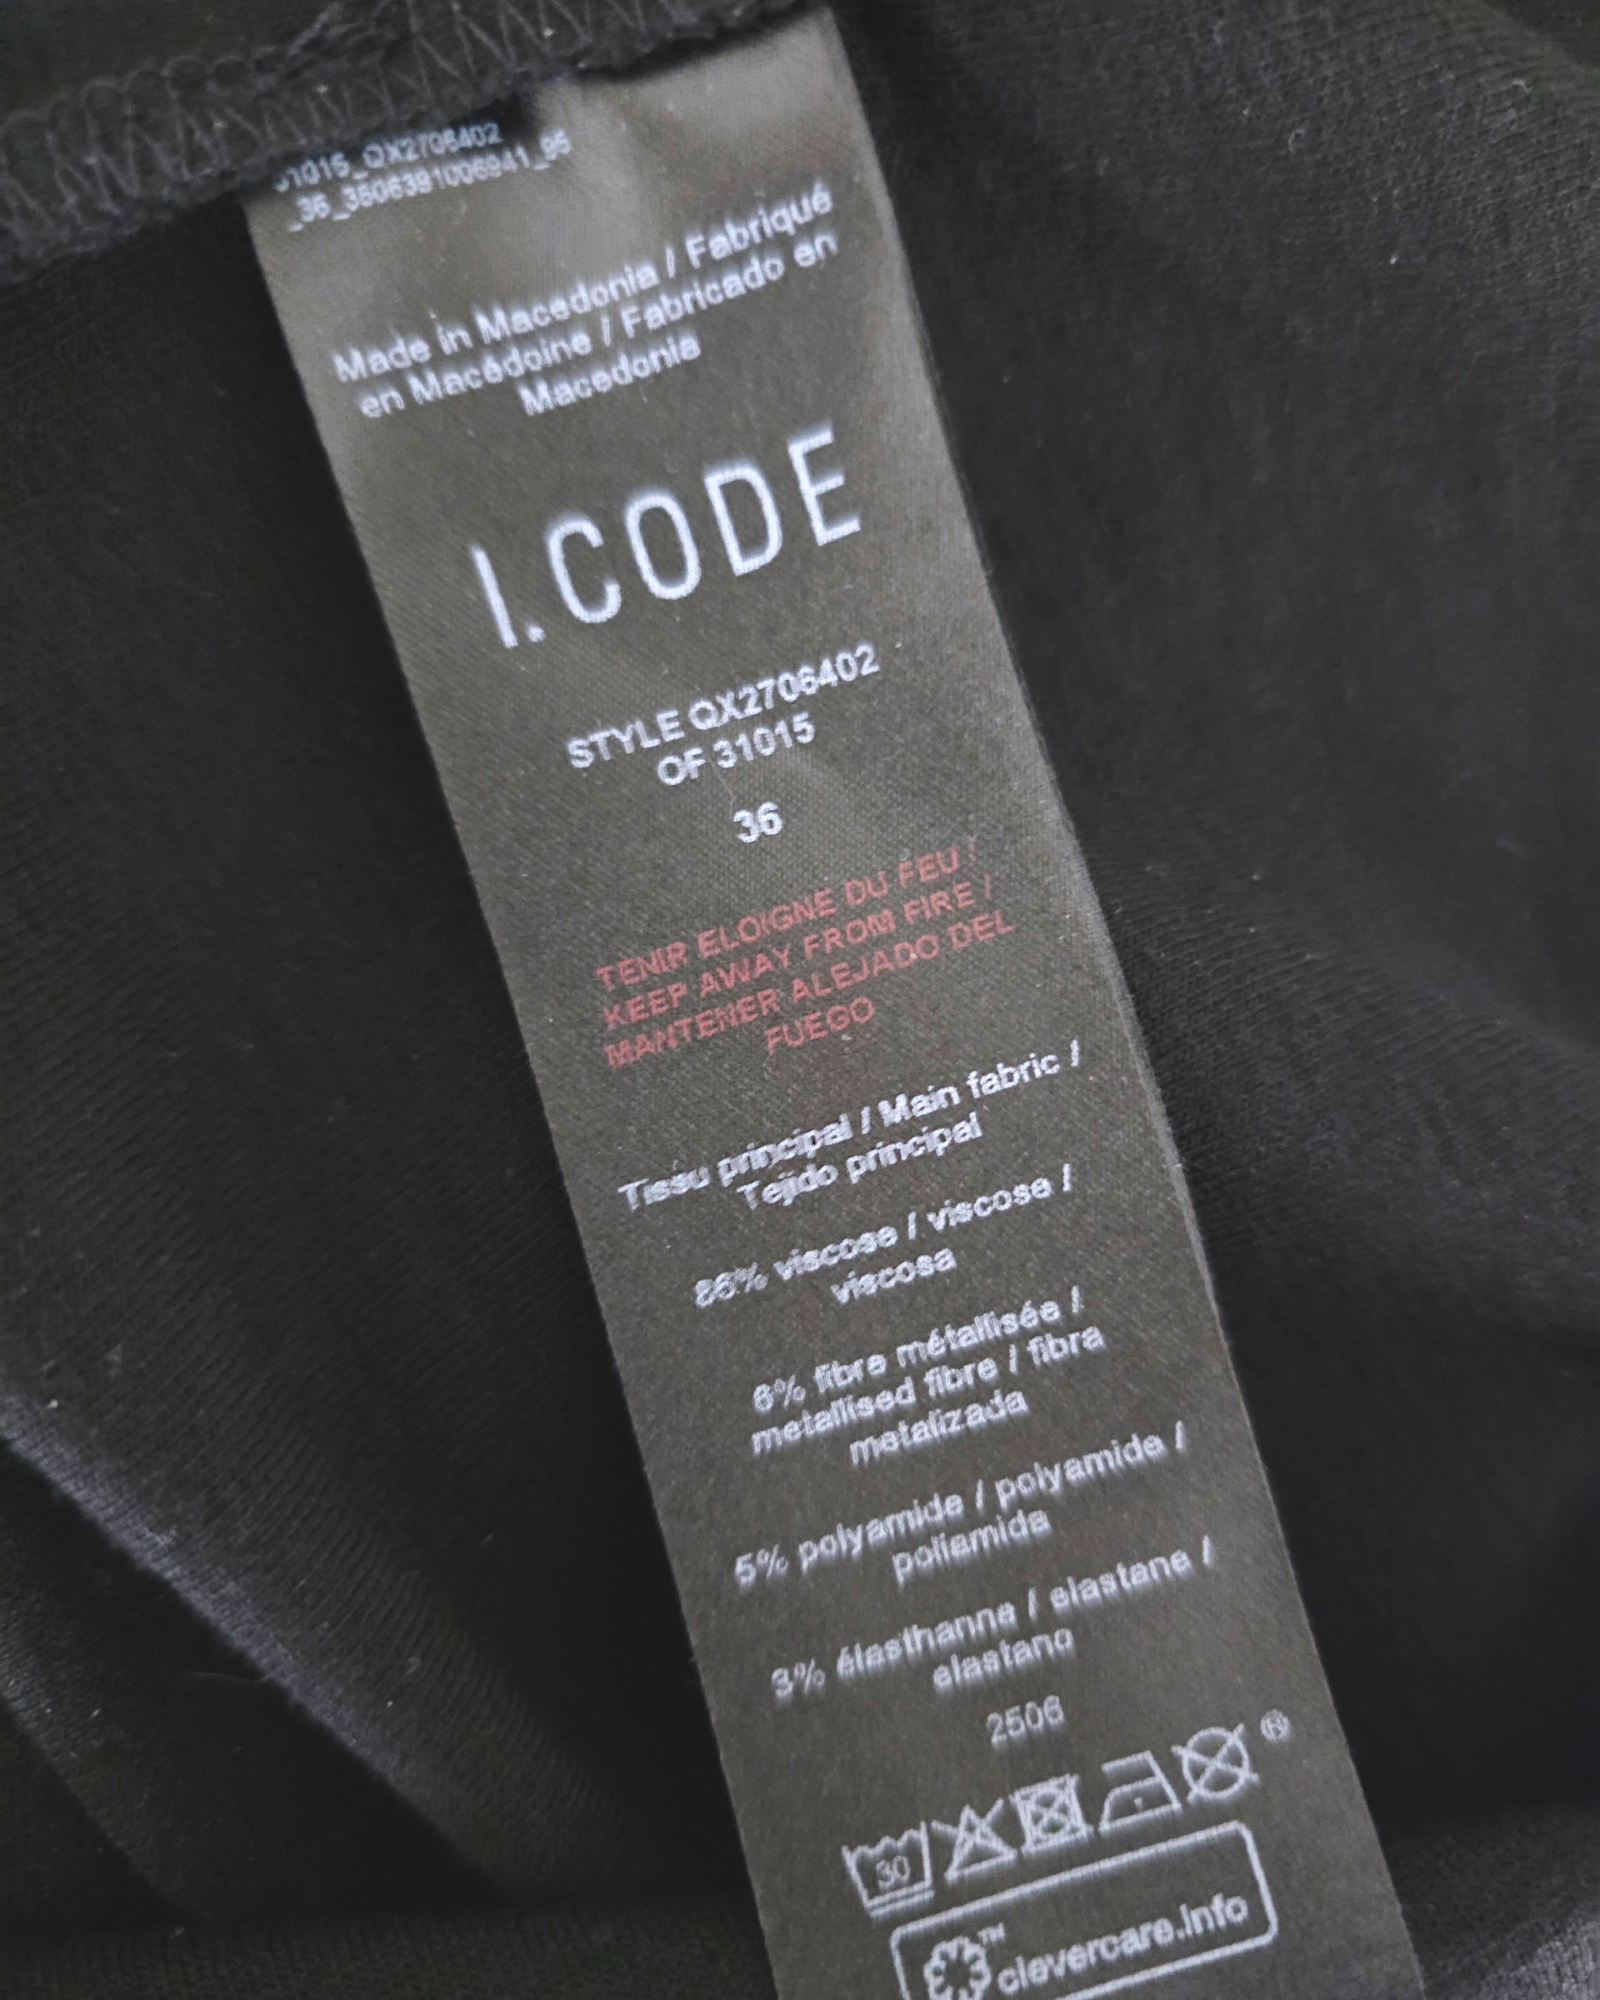 31015_QX2706402
_36_3606391006941_95
Made in Macedonia / Fabriqué
en Macédoine / Fabricado en
Macedonia
I.CODE
STYLE QX2706402
OF 31015
36
TENIR ELOIGNE DU FEU /
KEEP AWAY FROM FIRE /
MANTENER ALEJADO DEL
FUEGO
Tissu principal / Main fabric /
Tejido principal
86% viscose / viscose /
viscosa
6% fibre métallisée /
metallised fibre / fibra
metalizada
5% polyamide / polyamide /
poliamida
3% élasthanne / elastane /
elastano
2506
®
30
™
clevercare.info